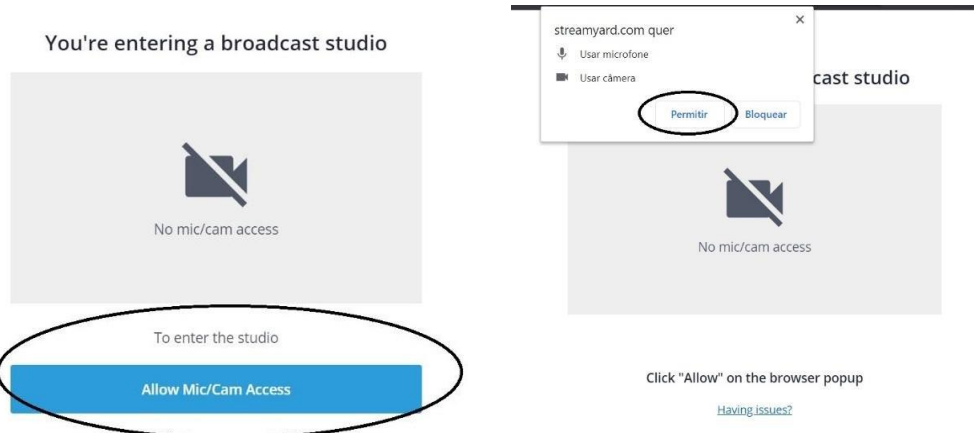 You're entering a broadcast studio
No mic/cam access
To enter the studio
Allow Mic/Cam Access
streamyard.com quer
Usar microfone
Usar câmera
Permitir Bloquear
cast studio
No mic/cam access
Click "Allow" on the browser popup
Having issues?